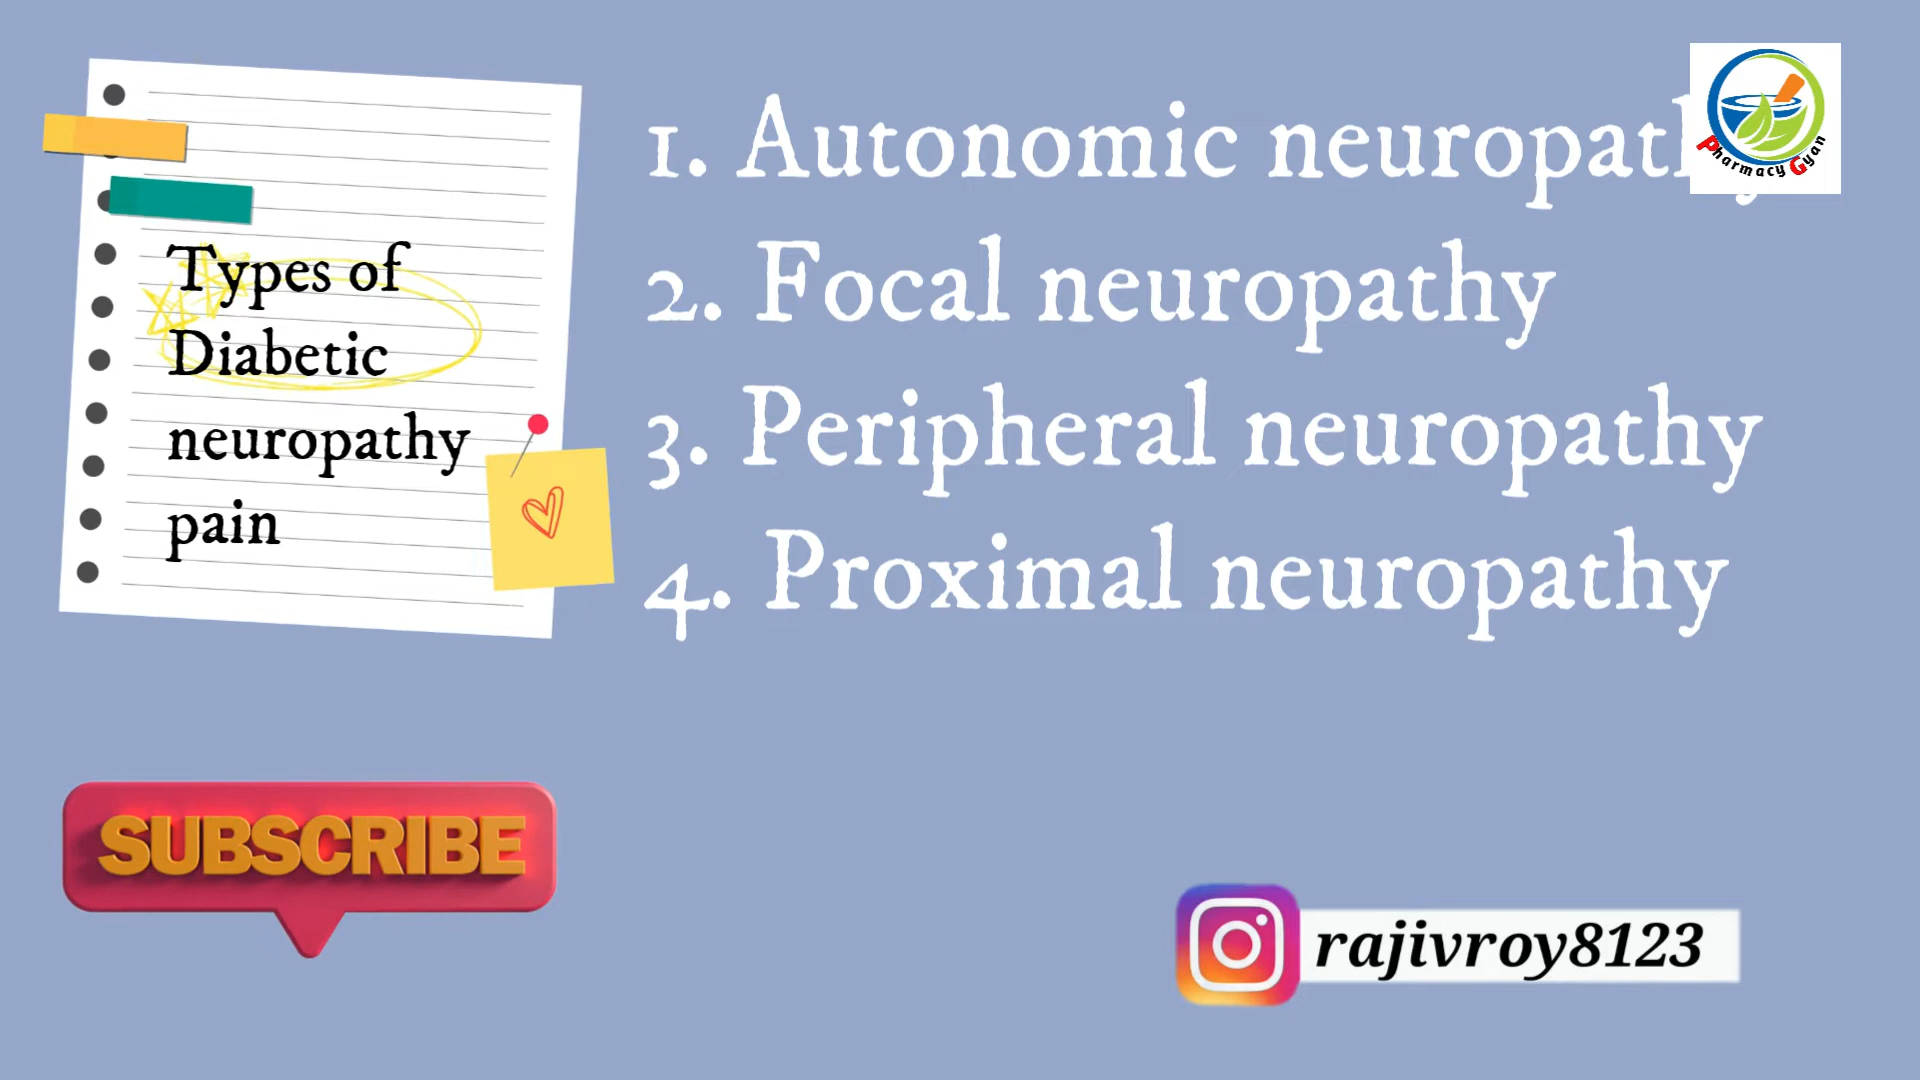 Types of
Diabetic
neuropathy
pain
1. Autonomic neuropathy
2. Focal neuropathy
3. Peripheral neuropathy
4. Proximal neuropathy
Pharmacy Gyan
SUBSCRIBE
rajivroy8123